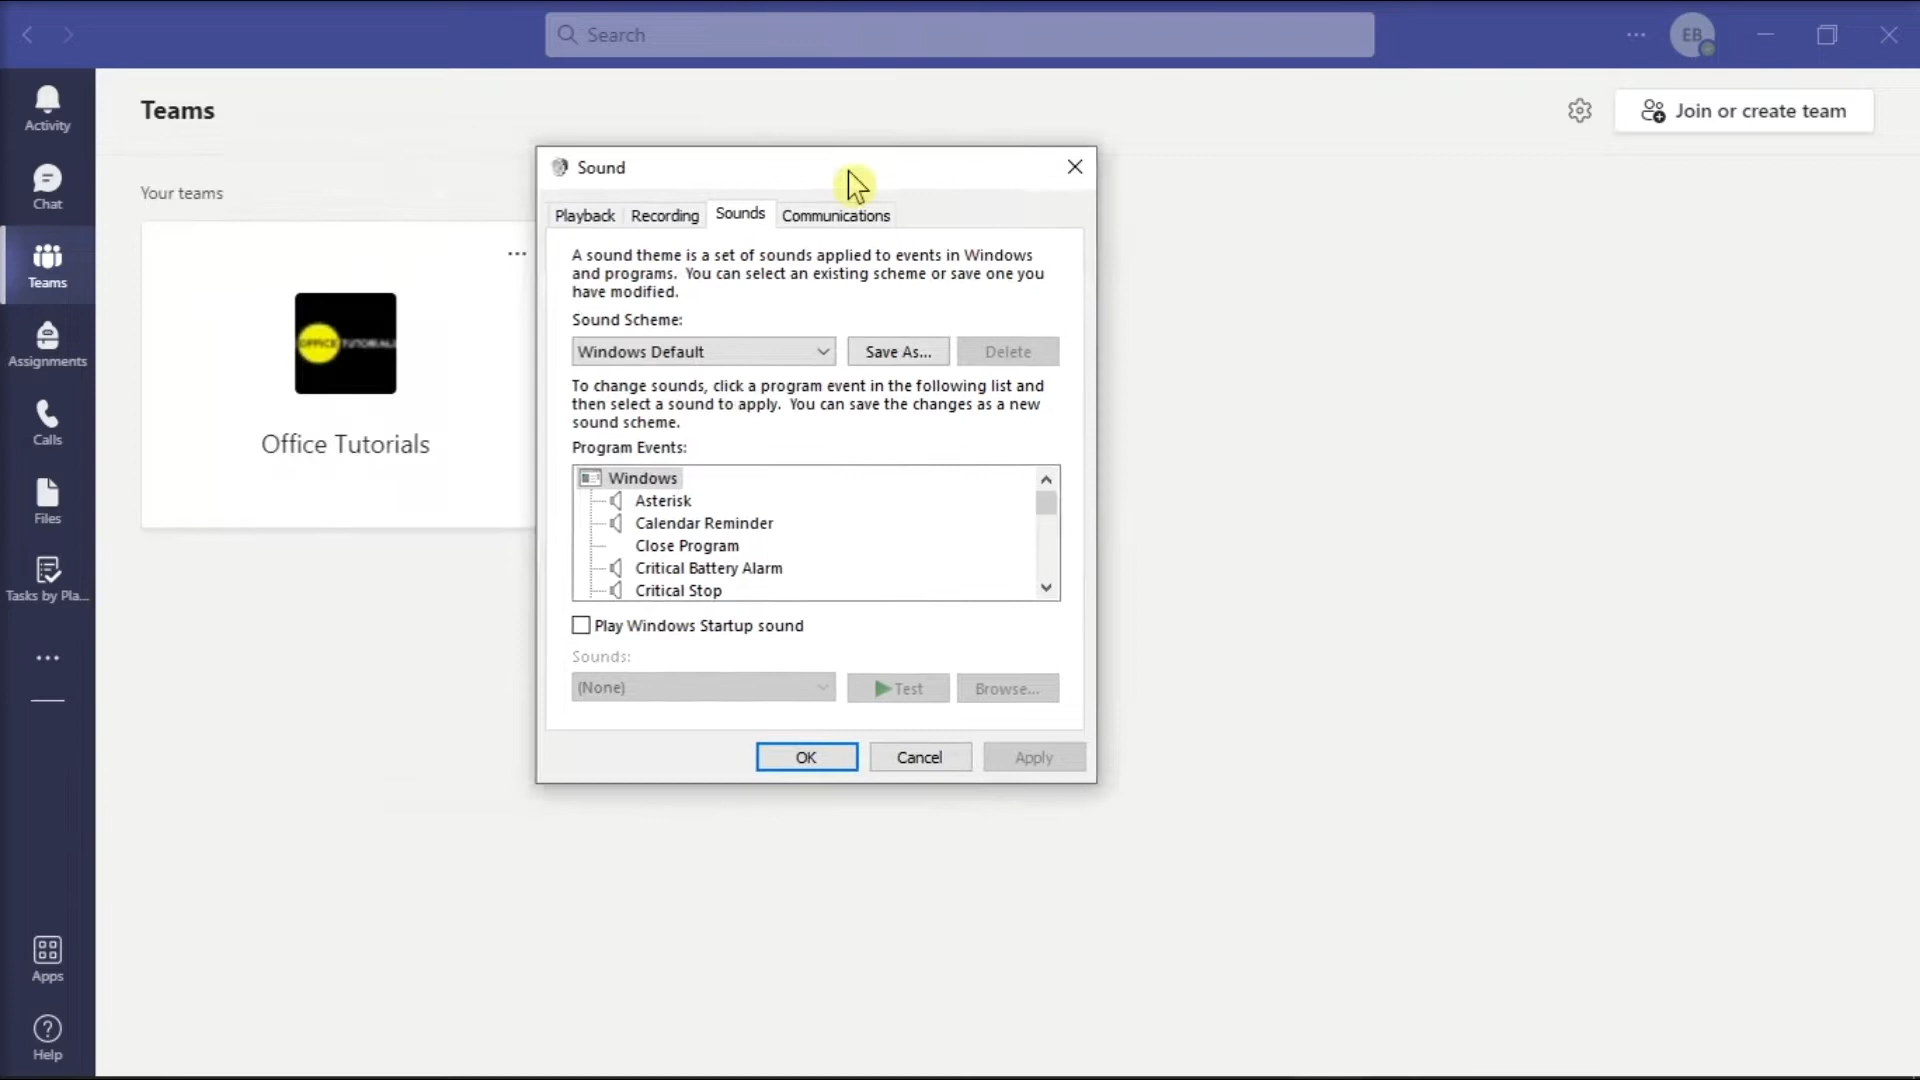 Search
EB
Activity
Chat
Teams
Assignments
Calls
Files
Tasks by Pla...
Apps
Help
Teams
Join or create team
Your teams
OFFICE TUTORIALS
Office Tutorials
Sound
Playback
Recording
Sounds
Communications
A sound theme is a set of sounds applied to events in Windows
and programs. You can select an existing scheme or save one you
have modified.
Sound Scheme:
Windows Default
Save As...
Delete
To change sounds, click a program event in the following list and
then select a sound to apply. You can save the changes as a new
sound scheme.
Program Events:
Windows
Asterisk
Calendar Reminder
Close Program
Critical Battery Alarm
Critical Stop
Play Windows Startup sound
Sounds:
(None)
Test
Browse...
OK
Cancel
Apply